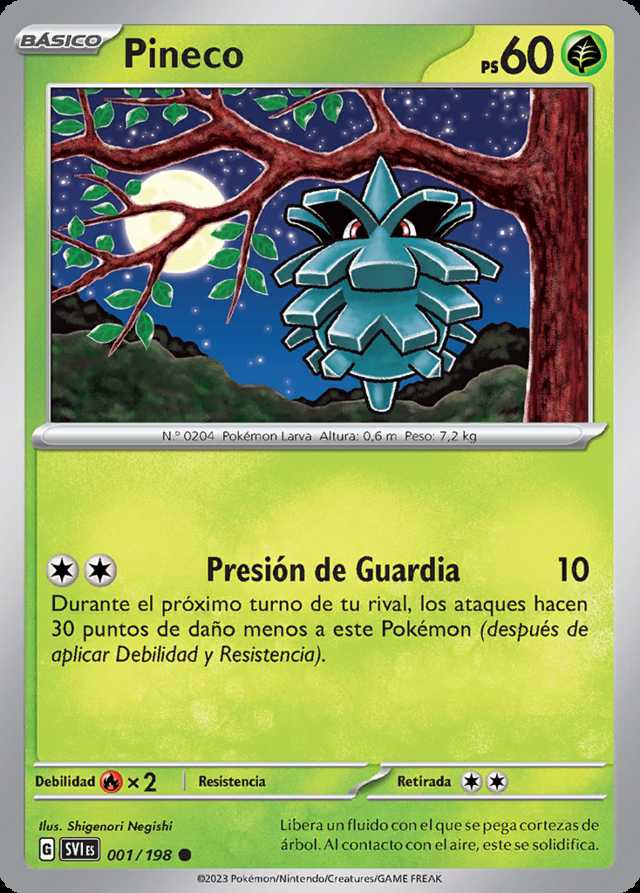 BÁSICO Pineco PS60
N.º 0204 Pokémon Larva Altura: 0,6 m Peso: 7,2 kg
Presión de Guardia 10
Durante el próximo turno de tu rival, los ataques hacen
30 puntos de daño menos a este Pokémon (después de
aplicar Debilidad y Resistencia).
Debilidad ×2 Resistencia Retirada
Ilus. Shigenori Negishi
G SVI ES 001/198
Libera un fluido con el que se pega cortezas de
árbol. Al contacto con el aire, este se solidifica.
©2023 Pokémon/Nintendo/Creatures/GAME FREAK